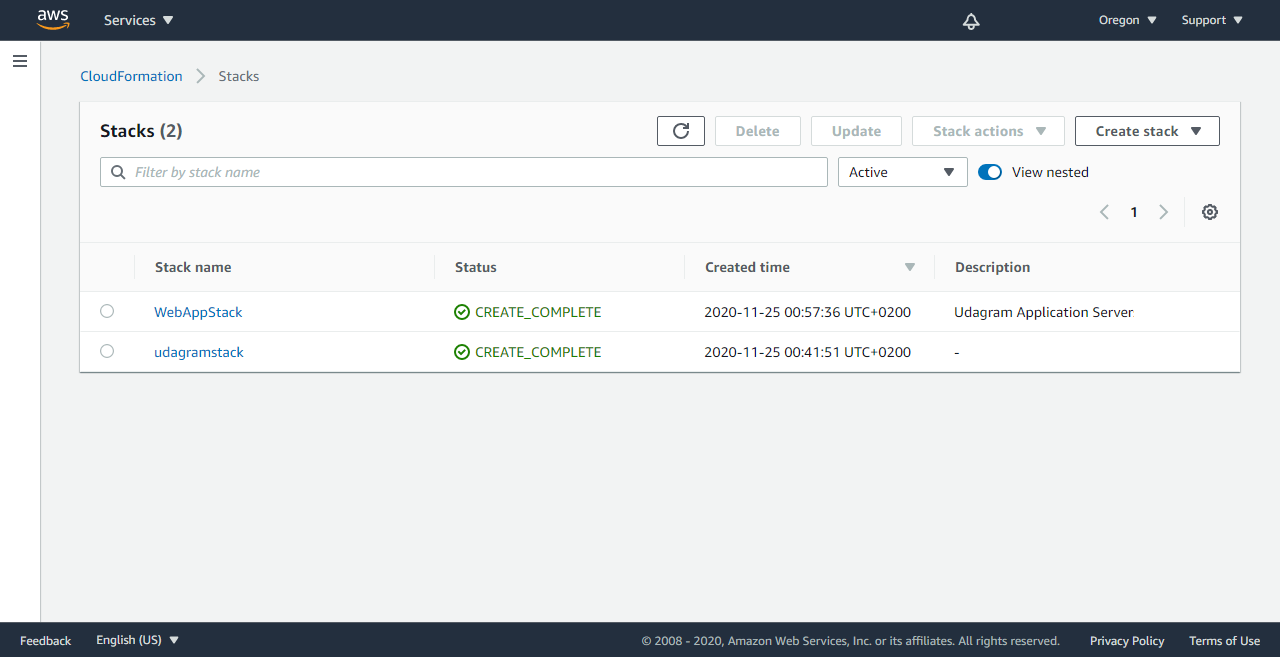 aws Services Oregon Support
CloudFormation Stacks
Stacks (2) Delete Update Stack actions Create stack
Filter by stack name Active View nested
1
Stack name Status Created time Description
WebAppStack CREATE_COMPLETE 2020-11-25 00:57:36 UTC+0200 Udagram Application Server
udagramstack CREATE_COMPLETE 2020-11-25 00:41:51 UTC+0200 -
Feedback English (US) © 2008 - 2020, Amazon Web Services, Inc. or its affiliates. All rights reserved. Privacy Policy Terms of Use